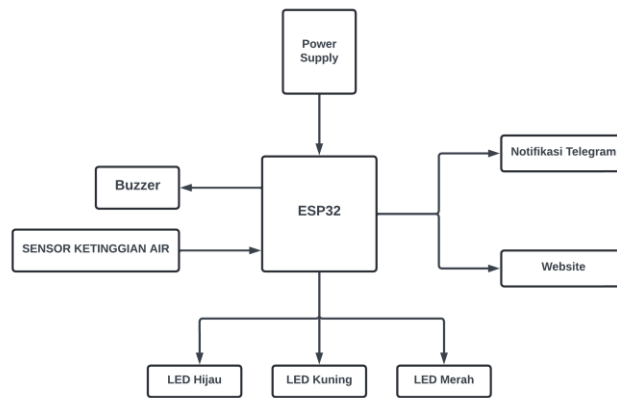 Power
Supply
Notifikasi Telegram
Buzzer
ESP32
SENSOR KETINGGIAN AIR
Website
LED Hijau
LED Kuning
LED Merah